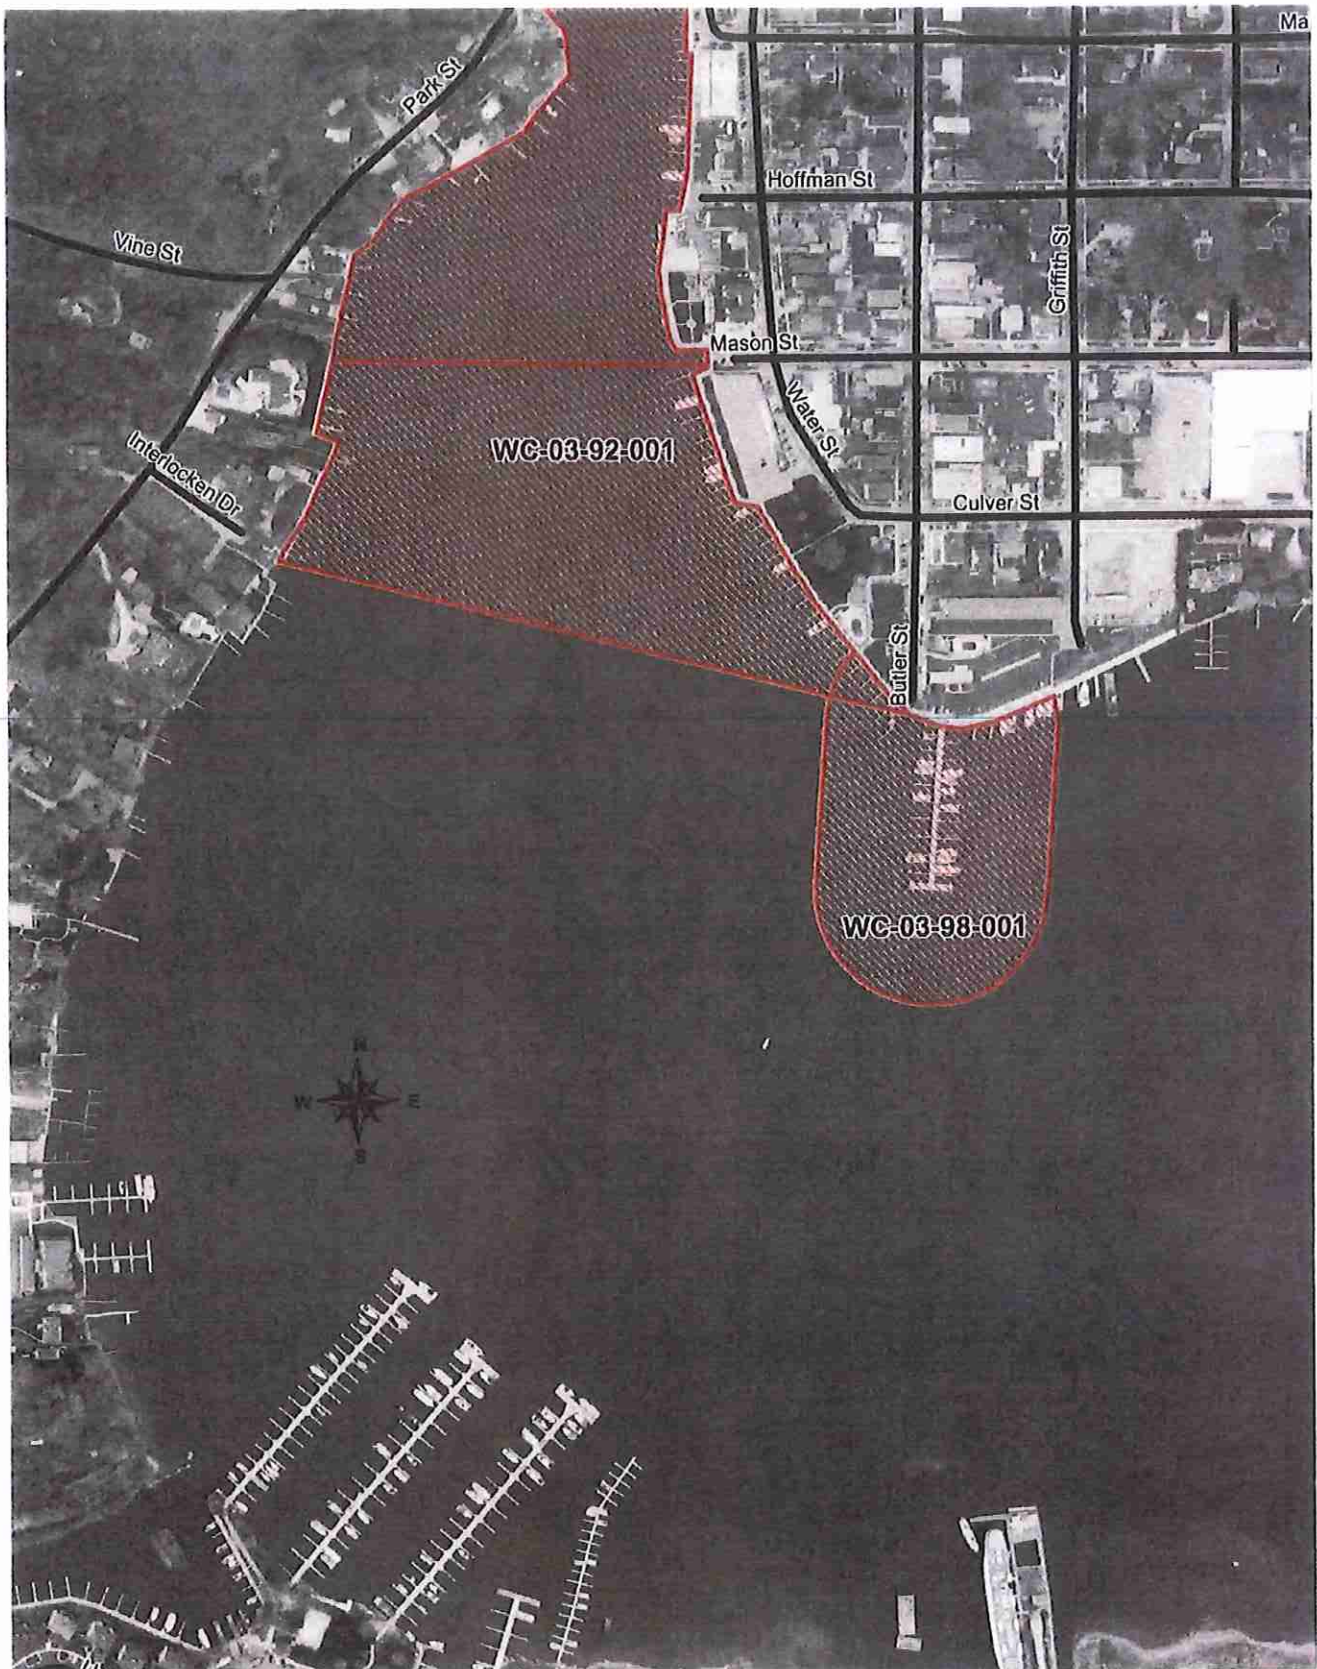 Ma
Park St
Hoffman St
Vine St
Griffith St
Mason St
Water St
WC-03-92-001
Interlocken Dr
Culver St
Butler St
WC-03-98-001
N
W E
S